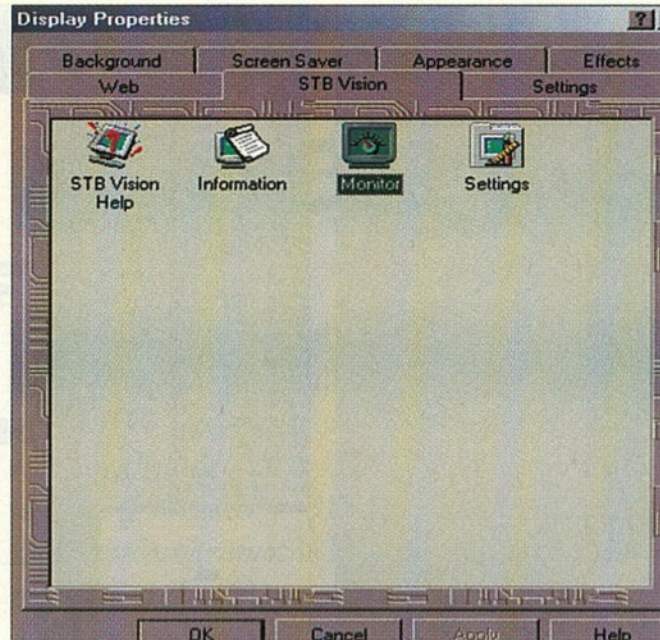 Display Properties
?
Background Screen Saver Appearance Effects
Web STB Vision Settings
STB Vision Help Information Monitor Settings
OK Cancel Apply Help